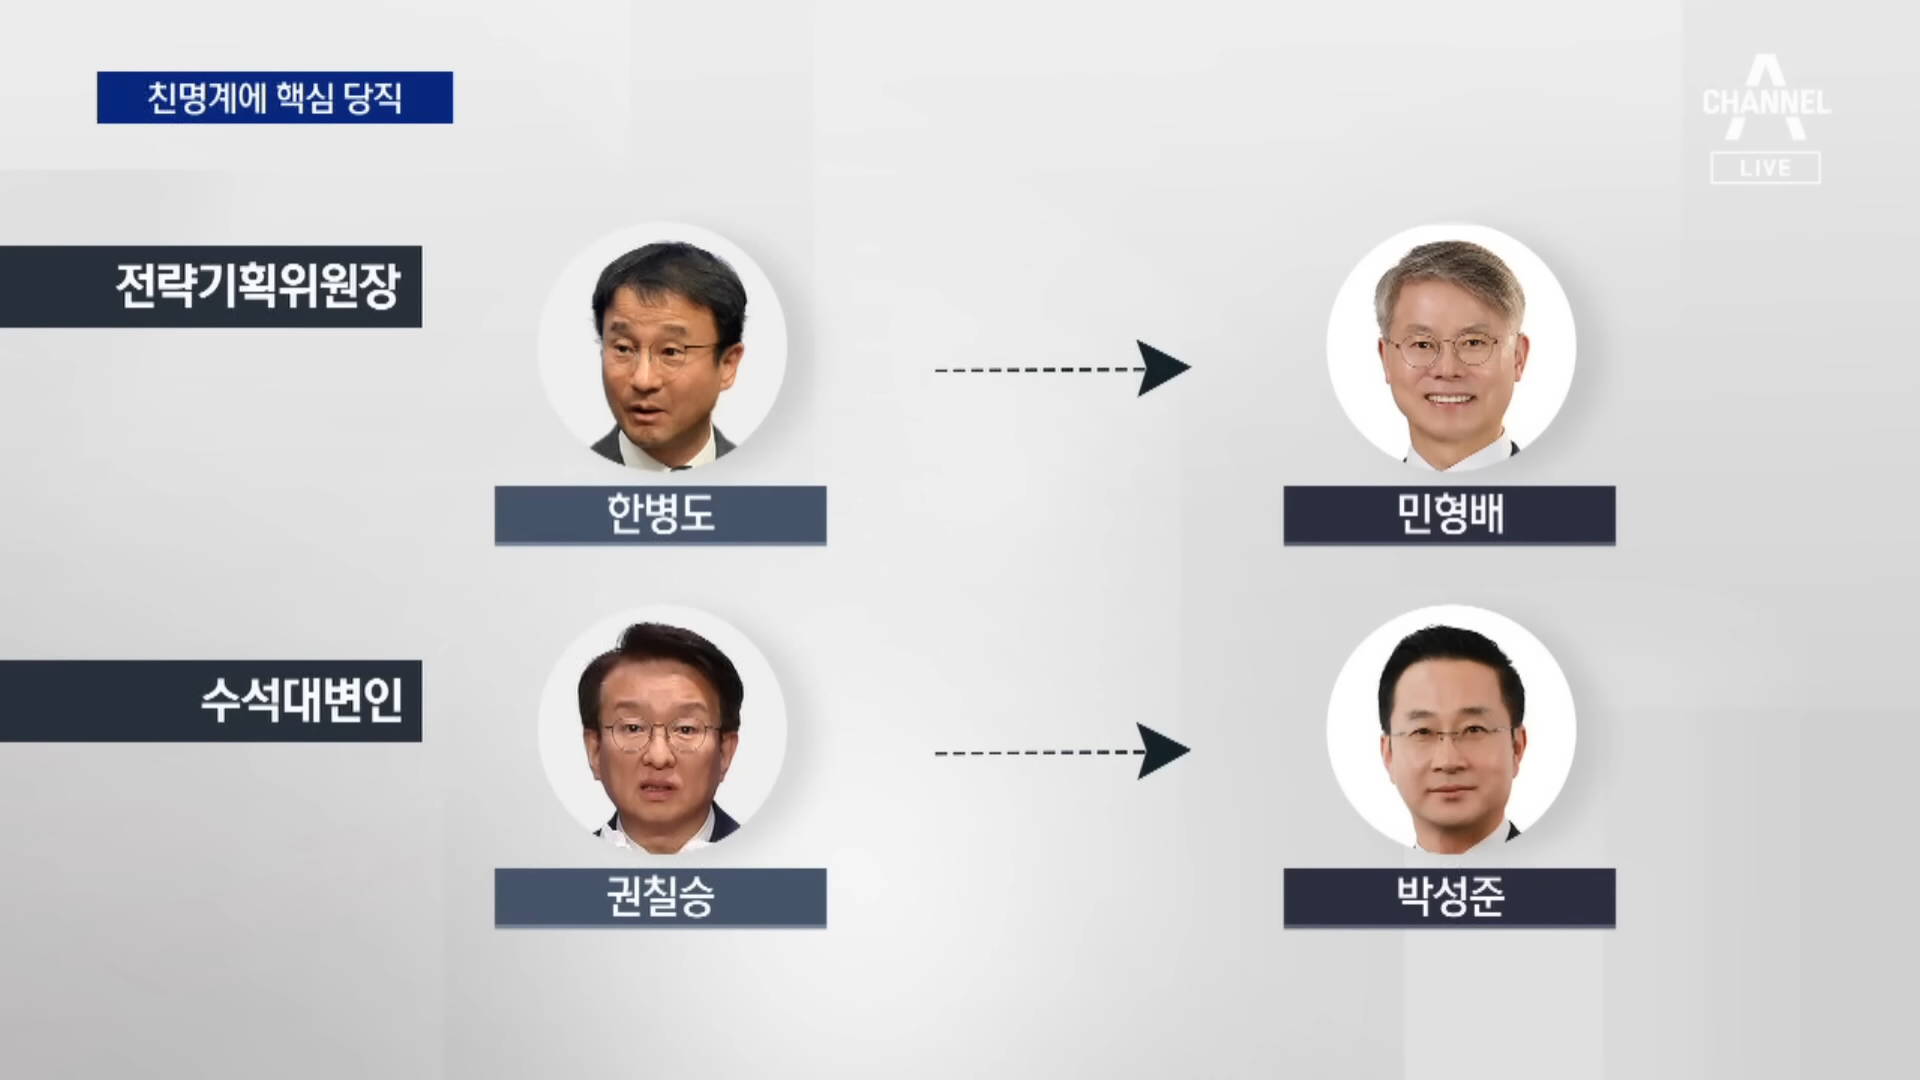 친명계에 핵심 당직
CHANNEL A
LIVE
전략기획위원장
한병도
민형배
수석대변인
권칠승
박성준